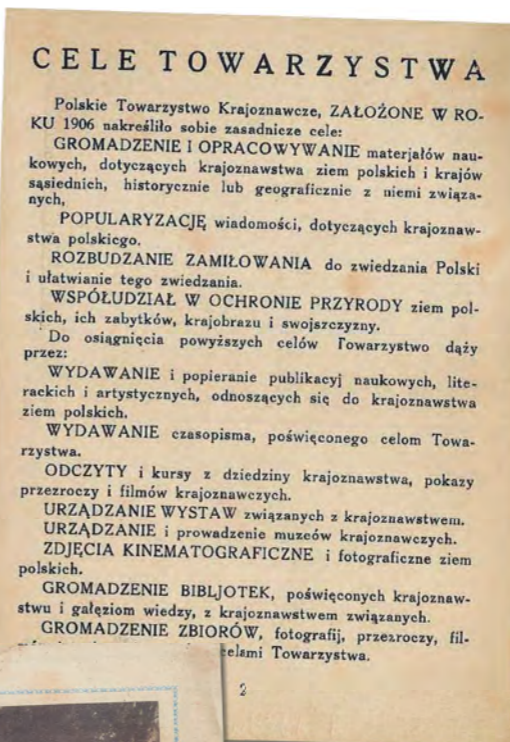 CELE TOWARZYSTWA
Polskie Towarzystwo Krajoznawcze, ZAŁOŻONE W RO-
KU 1906 nakreśliło sobie zasadnicze cele:
GROMADZENIE I OPRACOWYWANIE materjałów nau-
kowych, dotyczących krajoznawstwa ziem polskich i krajów
sąsiednich, historycznie lub geograficznie z niemi związa-
nych,
POPULARYZACJĘ wiadomości, dotyczących krajoznaw-
stwa polskiego.
ROZBUDZANIE ZAMIŁOWANIA do zwiedzania Polski
i ułatwianie tego zwiedzania.
WSPÓŁUDZIAŁ W OCHRONIE PRZYRODY ziem pol-
skich, ich zabytków, krajobrazu i swojszczyzny.
Do osiągnięcia powyższych celów Towarzystwo dąży
przez:
WYDAWANIE i popieranie publikacyj naukowych, lite-
rackich i artystycznych, odnoszących się do krajoznawstwa
ziem polskich.
WYDAWANIE czasopisma, poświęconego celom Towa-
rzystwa.
ODCZYTY i kursy z dziedziny krajoznawstwa, pokazy
przezroczy i filmów krajoznawczych.
URZĄDZANIE WYSTAW związanych z krajoznawstwem.
URZĄDZANIE i prowadzenie muzeów krajoznawczych.
ZDJĘCIA KINEMATOGRAFICZNE i fotograficzne ziem
polskich.
GROMADZENIE BIBLJOTEK, poświęconych krajoznaw-
stwu i gałęziom wiedzy, z krajoznawstwem związanych.
GROMADZENIE ZBIORÓW, fotografij, przezroczy, fil-
celami Towarzystwa.
2